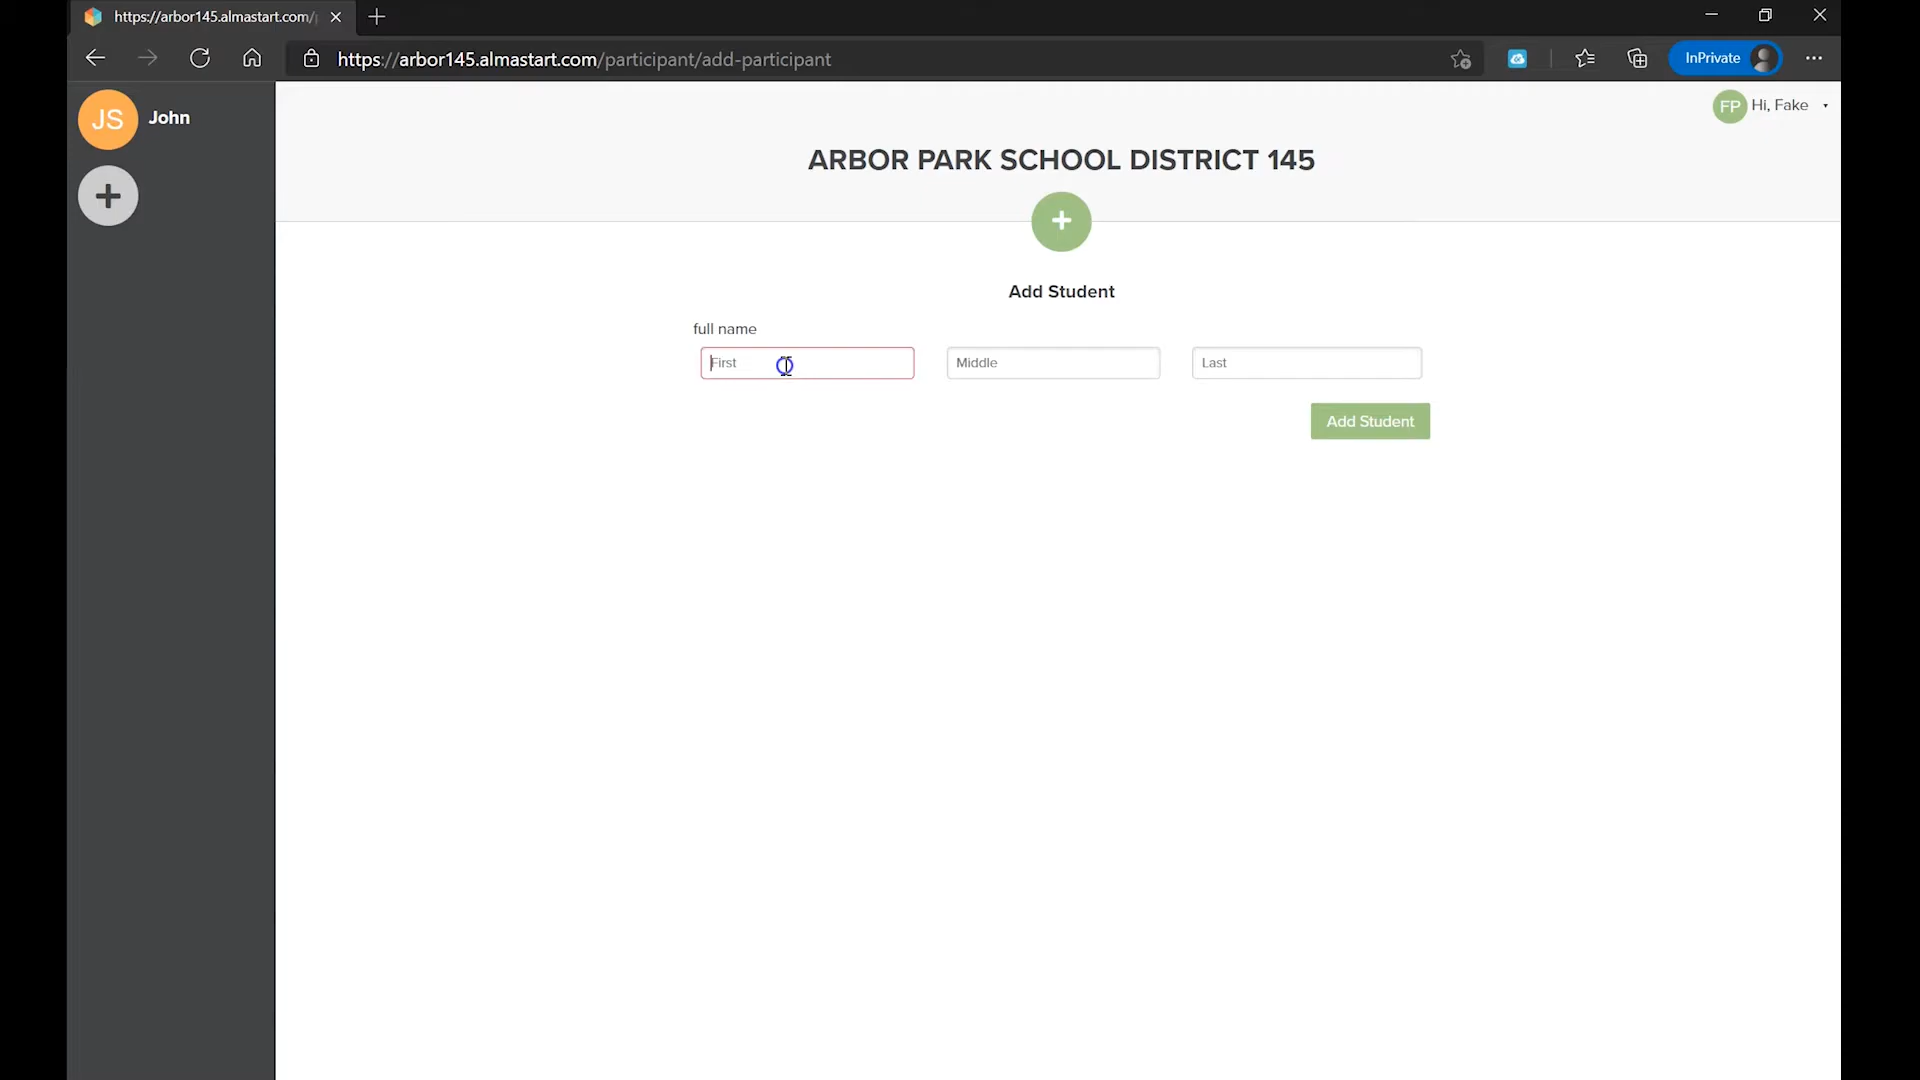 https://arbor145.almastart.com/
https://arbor145.almastart.com/participant/add-participant
InPrivate
JS
John
FP
Hi, Fake
ARBOR PARK SCHOOL DISTRICT 145
Add Student
full name
First
Middle
Last
Add Student